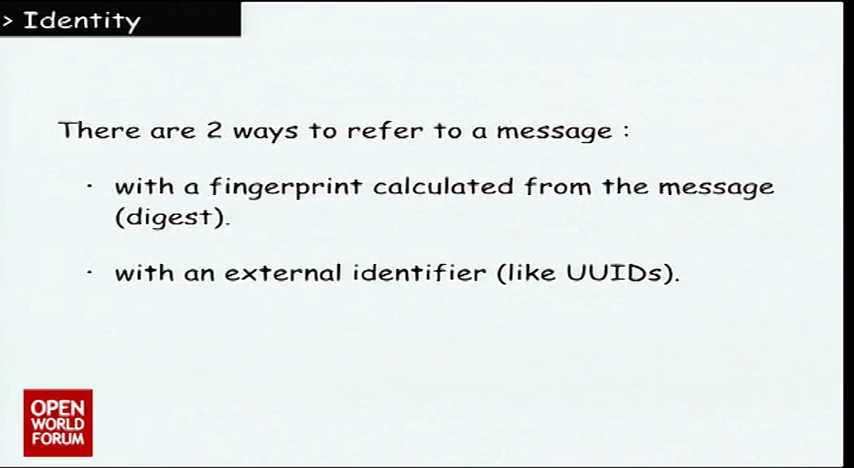 > Identity
There are 2 ways to refer to a message :
· with a fingerprint calculated from the message
(digest).
· with an external identifier (like UUIDs).
OPEN
WORLD
FORUM